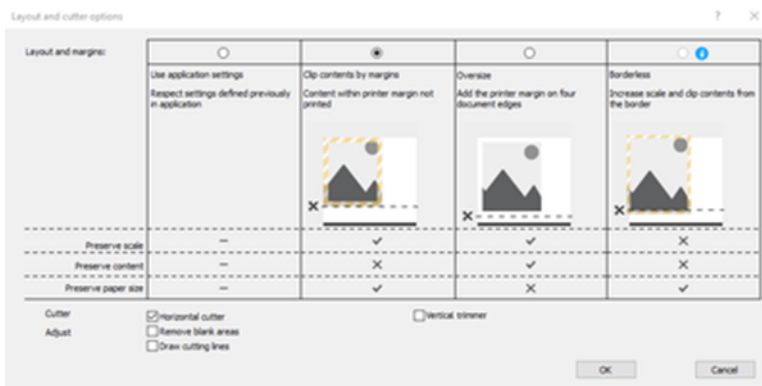 Layout and cutter options
Layout and margins:
Use application settings
Respect settings defined previously
in application
Clip contents by margins
Content within printer margin not
printed
Oversize
Add the printer margin on four
document edges
Borderless
Increase scale and clip contents from
the border
Preserve scale
Preserve content
Preserve paper size
Cutter
Horizontal cutter
Vertical trimmer
Adjust
Remove blank areas
Draw cutting lines
OK
Cancel